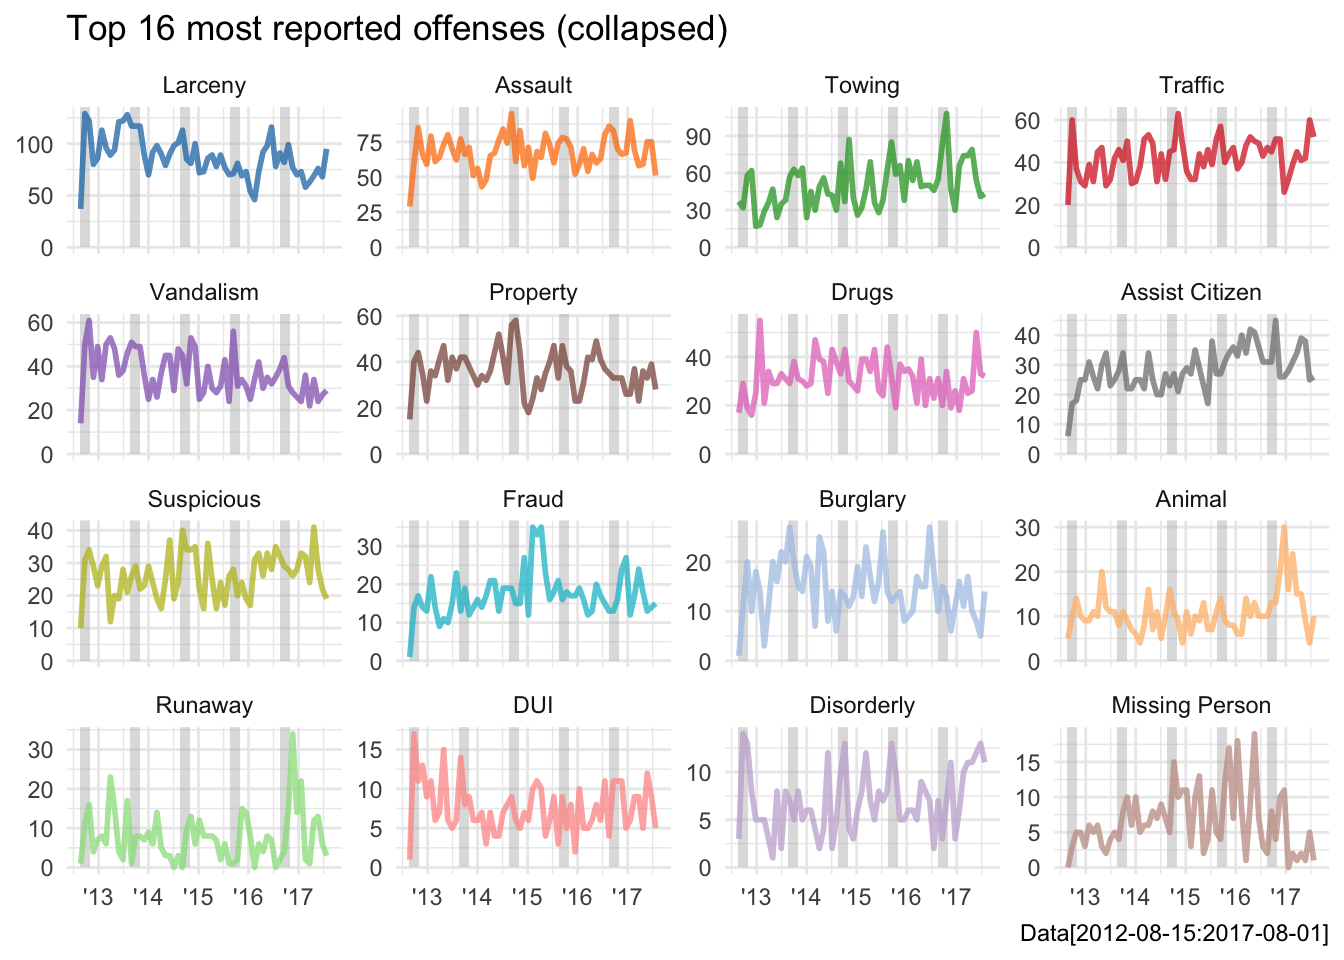 Top 16 most reported offenses (collapsed)
Larceny Assault Towing Traffic
100 50 0
75 50 25 0
90 60 30 0
60 40 20 0
Vandalism Property Drugs Assist Citizen
60 40 20 0
60 40 20 0
40 20 0
40 30 20 10 0
Suspicious Fraud Burglary Animal
40 30 20 10 0
30 20 10 0
20 10 0
30 20 10 0
Runaway DUI Disorderly Missing Person
30 20 10 0
15 10 5 0
10 5 0
15 10 5 0
'13 '14 '15 '16 '17 '13 '14 '15 '16 '17 '13 '14 '15 '16 '17 '13 '14 '15 '16 '17
Data[2012-08-15:2017-08-01]